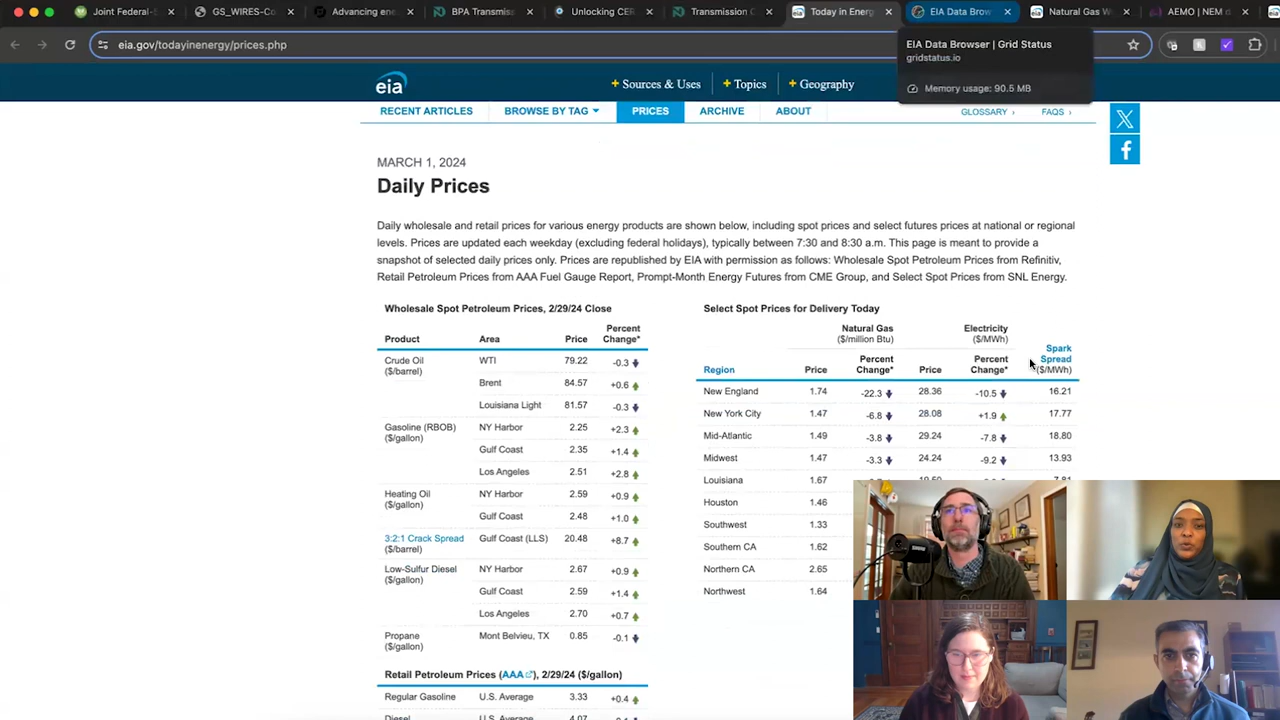 Joint Federal-S
GS_WIRES-Co
Advancing ene
BPA Transmiss
Unlocking CER
Transmission C
Today in Energy
EIA Data Brow
Natural Gas W
AEMO | NEM d
eia.gov/todayinenergy/prices.php
EIA Data Browser | Grid Status
gridstatus.io
Memory usage: 90.5 MB
eia
+ Sources & Uses
+ Topics
+ Geography
RECENT ARTICLES
BROWSE BY TAG
PRICES
ARCHIVE
ABOUT
GLOSSARY ›
FAQS ›
MARCH 1, 2024
Daily Prices
Daily wholesale and retail prices for various energy products are shown below, including spot prices and select futures prices at national or regional
levels. Prices are updated each weekday (excluding federal holidays), typically between 7:30 and 8:30 a.m. This page is meant to provide a
snapshot of selected daily prices only. Prices are republished by EIA with permission as follows: Wholesale Spot Petroleum Prices from Refinitiv,
Retail Petroleum Prices from AAA Fuel Gauge Report, Prompt-Month Energy Futures from CME Group, and Select Spot Prices from SNL Energy.
Wholesale Spot Petroleum Prices, 2/29/24 Close
Product Area Price Percent
Change*
Crude Oil WTI 79.22 -0.3
($/barrel)
Brent 84.57 +0.6
Louisiana Light 81.57 -0.3
Gasoline (RBOB) NY Harbor 2.25 +2.3
($/gallon)
Gulf Coast 2.35 +1.4
Los Angeles 2.51 +2.8
Heating Oil NY Harbor 2.59 +0.9
($/gallon)
Gulf Coast 2.48 +1.0
3:2:1 Crack Spread Gulf Coast (LLS) 20.48 +8.7
($/barrel)
Low-Sulfur Diesel NY Harbor 2.67 +0.9
($/gallon)
Gulf Coast 2.59 +1.4
Los Angeles 2.70 +0.7
Propane Mont Belvieu, TX 0.85 -0.1
($/gallon)
Retail Petroleum Prices (AAA), 2/29/24 ($/gallon)
Regular Gasoline U.S. Average 3.33 +0.4
Diesel U.S. Average 4.07
Select Spot Prices for Delivery Today
Natural Gas Electricity
($/million Btu) ($/MWh)
Spark
Percent Percent Spread
Region Price Change* Price Change* ($/MWh)
New England 1.74 -22.3 28.36 -10.5 16.21
New York City 1.47 -6.8 28.08 +1.9 17.77
Mid-Atlantic 1.49 -3.8 29.24 -7.8 18.80
Midwest 1.47 -3.3 24.24 -9.2 13.93
Louisiana 1.67
Houston 1.46
Southwest 1.33
Southern CA 1.62
Northern CA 2.65
Northwest 1.64